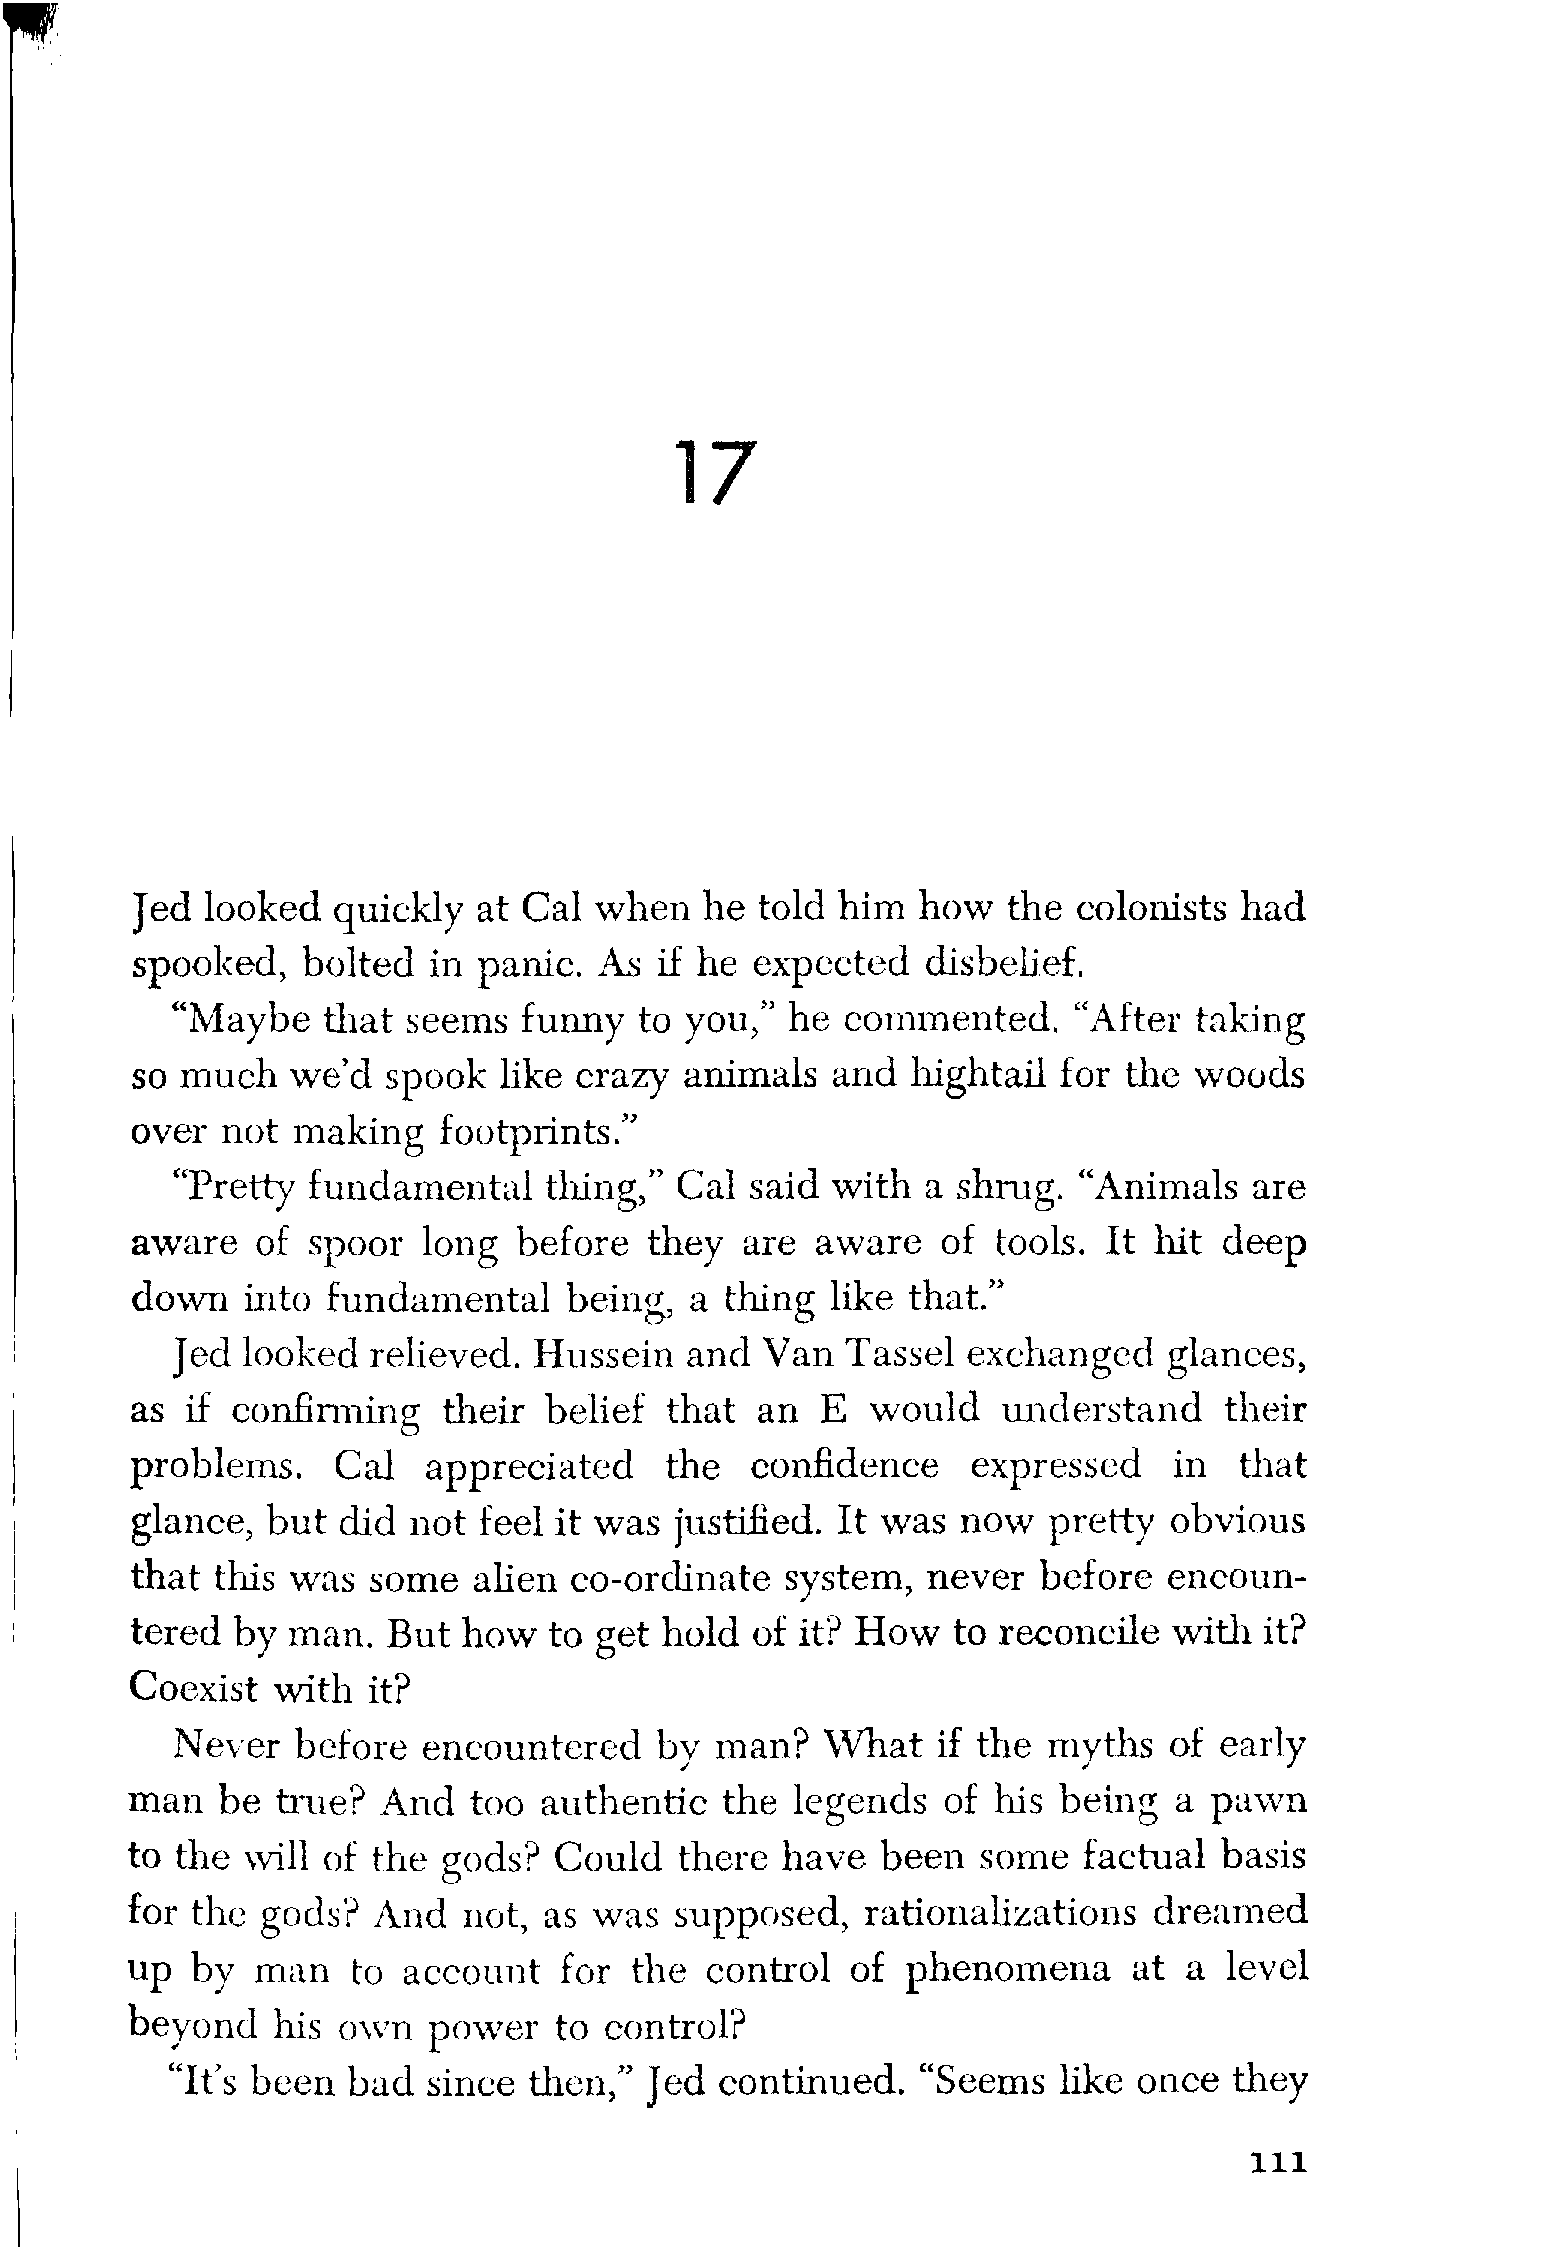 17
Jed looked quickly at Cal when he told him how the colonists had
spooked, bolted in panic. As if he expected disbelief.
“Maybe that seems funny to you,” he commented. “After taking
so much we’d spook like crazy animals and hightail for the woods
over not making footprints.”
“Pretty fundamental thing,” Cal said with a shrug. “Animals are
aware of spoor long before they are aware of tools. It hit deep
down into fundamental being, a thing like that.”
Jed looked relieved. Hussein and Van Tassel exchanged glances,
as if confirming their belief that an E would understand their
problems. Cal appreciated the confidence expressed in that
glance, but did not feel it was justified. It was now pretty obvious
that this was some alien co-ordinate system, never before encoun-
tered by man. But how to get hold of it? How to reconcile with it?
Coexist with it?
Never before encountered by man? What if the myths of early
man be true? And too authentic the legends of his being a pawn
to the will of the gods? Could there have been some factual basis
for the gods? And not, as was supposed, rationalizations dreamed
up by man to account for the control of phenomena at a level
beyond his own power to control?
“It’s been bad since then,” Jed continued. “Seems like once they
111